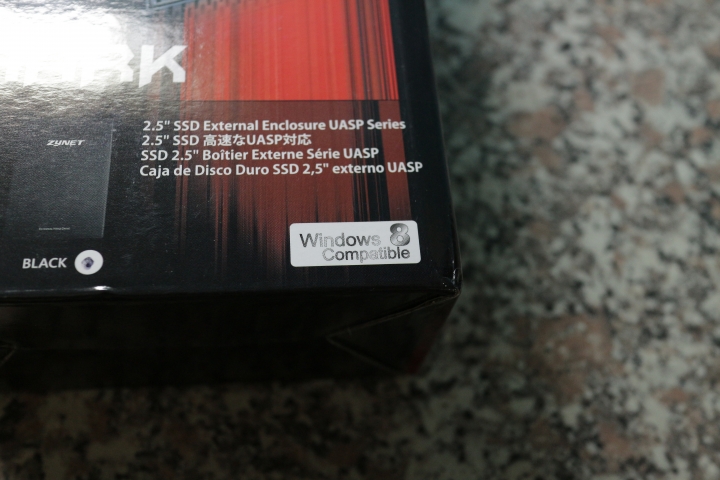 ZYNET
2.5" SSD External Enclosure UASP Series
2.5" SSD 高速なUASP対応
SSD 2.5" Boîtier Externe Série UASP
Caja de Disco Duro SSD 2,5" externo UASP
BLACK
Windows 8
Compatible